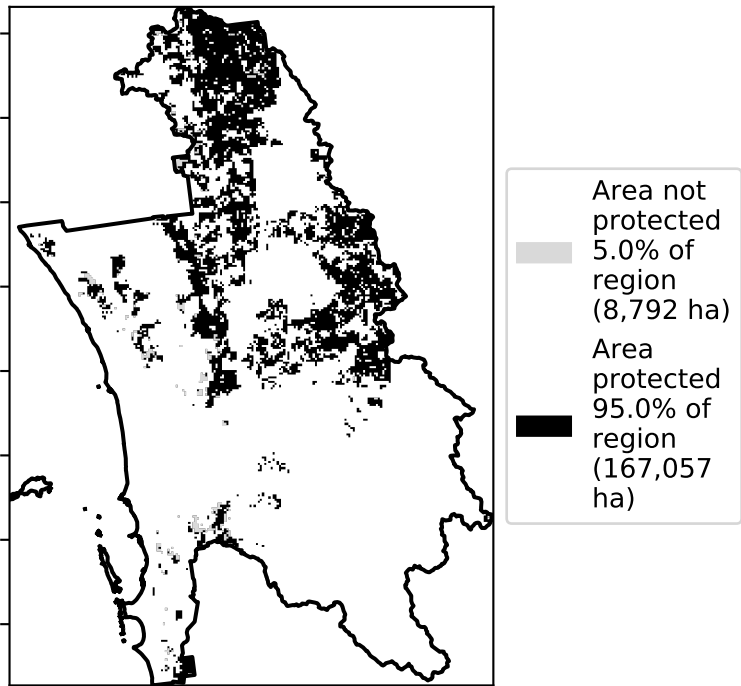 Area not
protected
5.0% of
region
(8,792 ha)
Area
protected
95.0% of
region
(167,057
ha)